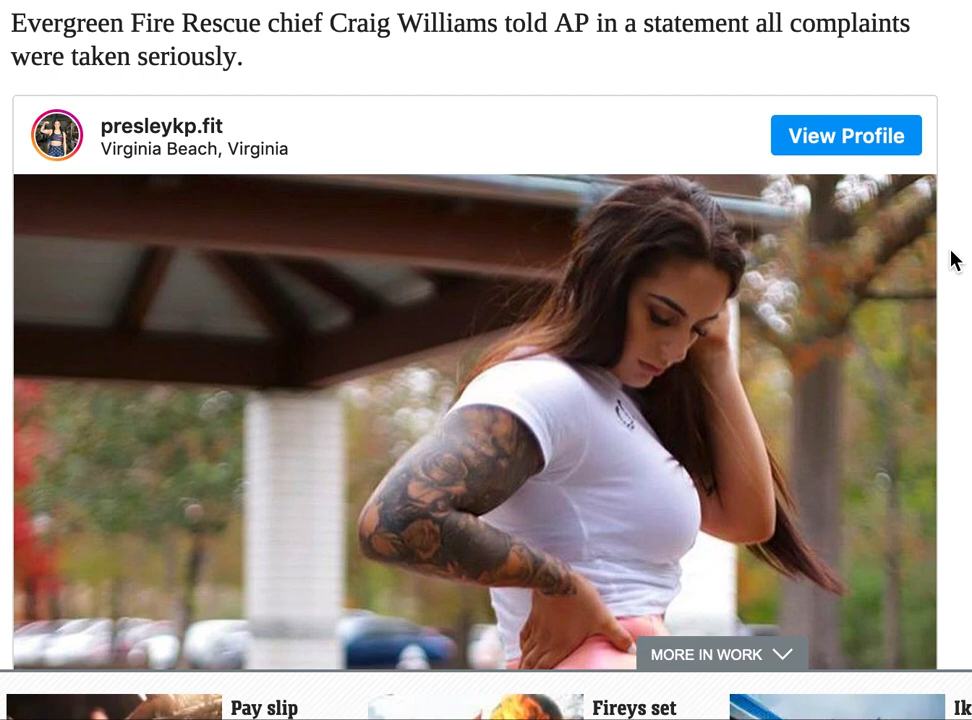 Evergreen Fire Rescue chief Craig Williams told AP in a statement all complaints
were taken seriously.
presleykp.fit
Virginia Beach, Virginia
View Profile
MORE IN WORK
Pay slip
Fireys set
Ik